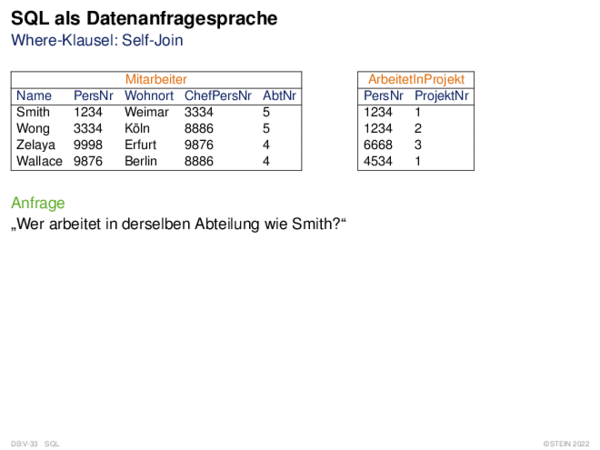 SQL als Datenanfragesprache
Where-Klausel: Self-Join
Mitarbeiter
Name PersNr Wohnort ChefPersNr AbtNr
Smith 1234 Weimar 3334 5
Wong 3334 Köln 8886 5
Zelaya 9998 Erfurt 9876 4
Wallace 9876 Berlin 8886 4
ArbeitetInProjekt
PersNr ProjektNr
1234 1
1234 2
6668 3
4534 1
Anfrage
„Wer arbeitet in derselben Abteilung wie Smith?“
DB:V-33 SQL
©STEIN 2022